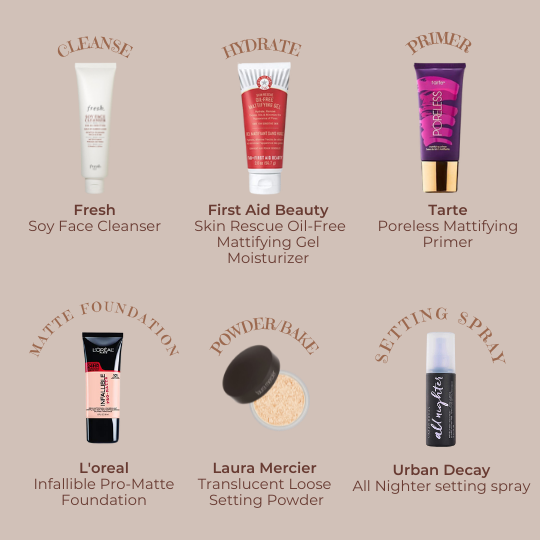 CLEANSE
HYDRATE
PRIMER
fresh
OIL-FREE
MATTIFYING GEL
FIRST AID BEAUTY
tarte
PORELESS
Fresh
Soy Face Cleanser
First Aid Beauty
Skin Rescue Oil-Free
Mattifying Gel
Moisturizer
Tarte
Poreless Mattifying
Primer
MATTE FOUNDATION
POWDER/BAKE
SETTING SPRAY
L'ORÉAL
INFALLIBLE
PRO-MATTE
all nighter
L'oreal
Infallible Pro-Matte
Foundation
Laura Mercier
Translucent Loose
Setting Powder
Urban Decay
All Nighter setting spray